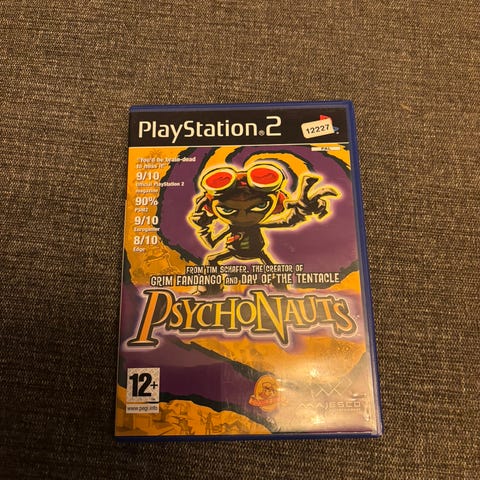 PlayStation®2
12227
PAL
"You'd be brain-dead
to miss it"
9/10
Official PlayStation 2
magazine
90%
PSM2
9/10
Eurogamer
8/10
Edge
FROM TIM SCHAFER, THE CREATOR OF
GRIM FANDANGO AND DAY OF THE TENTACLE
PSYCHONAUTS
12+
www.pegi.info
MAJESCO